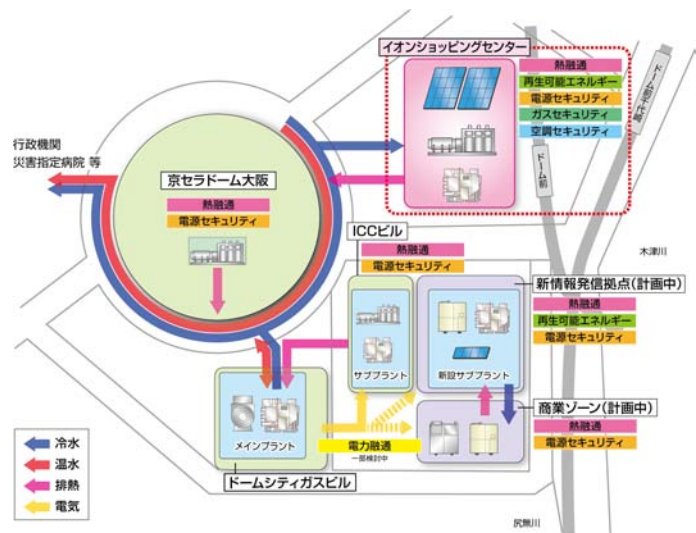 イオンショッピングセンター
熱融通
再生可能エネルギー
電源セキュリティ
ガスセキュリティ
空調セキュリティ
ドーム前千代崎
ドーム前
行政機関
災害指定病院 等
京セラドーム大阪
熱融通
電源セキュリティ
ICCビル
熱融通
電源セキュリティ
木津川
新情報発信拠点(計画中)
熱融通
再生可能エネルギー
電源セキュリティ
サブプラント
新設サブプラント
商業ゾーン(計画中)
熱融通
電源セキュリティ
メインプラント
電力融通
一部検討中
ドームシティガスビル
冷水
温水
排熱
電気
尻無川